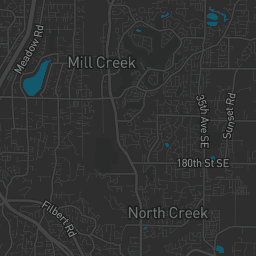 Meadow Rd
Mill Creek
35th Ave SE
Sunset Rd
180th St SE
Filbert Rd
North Creek